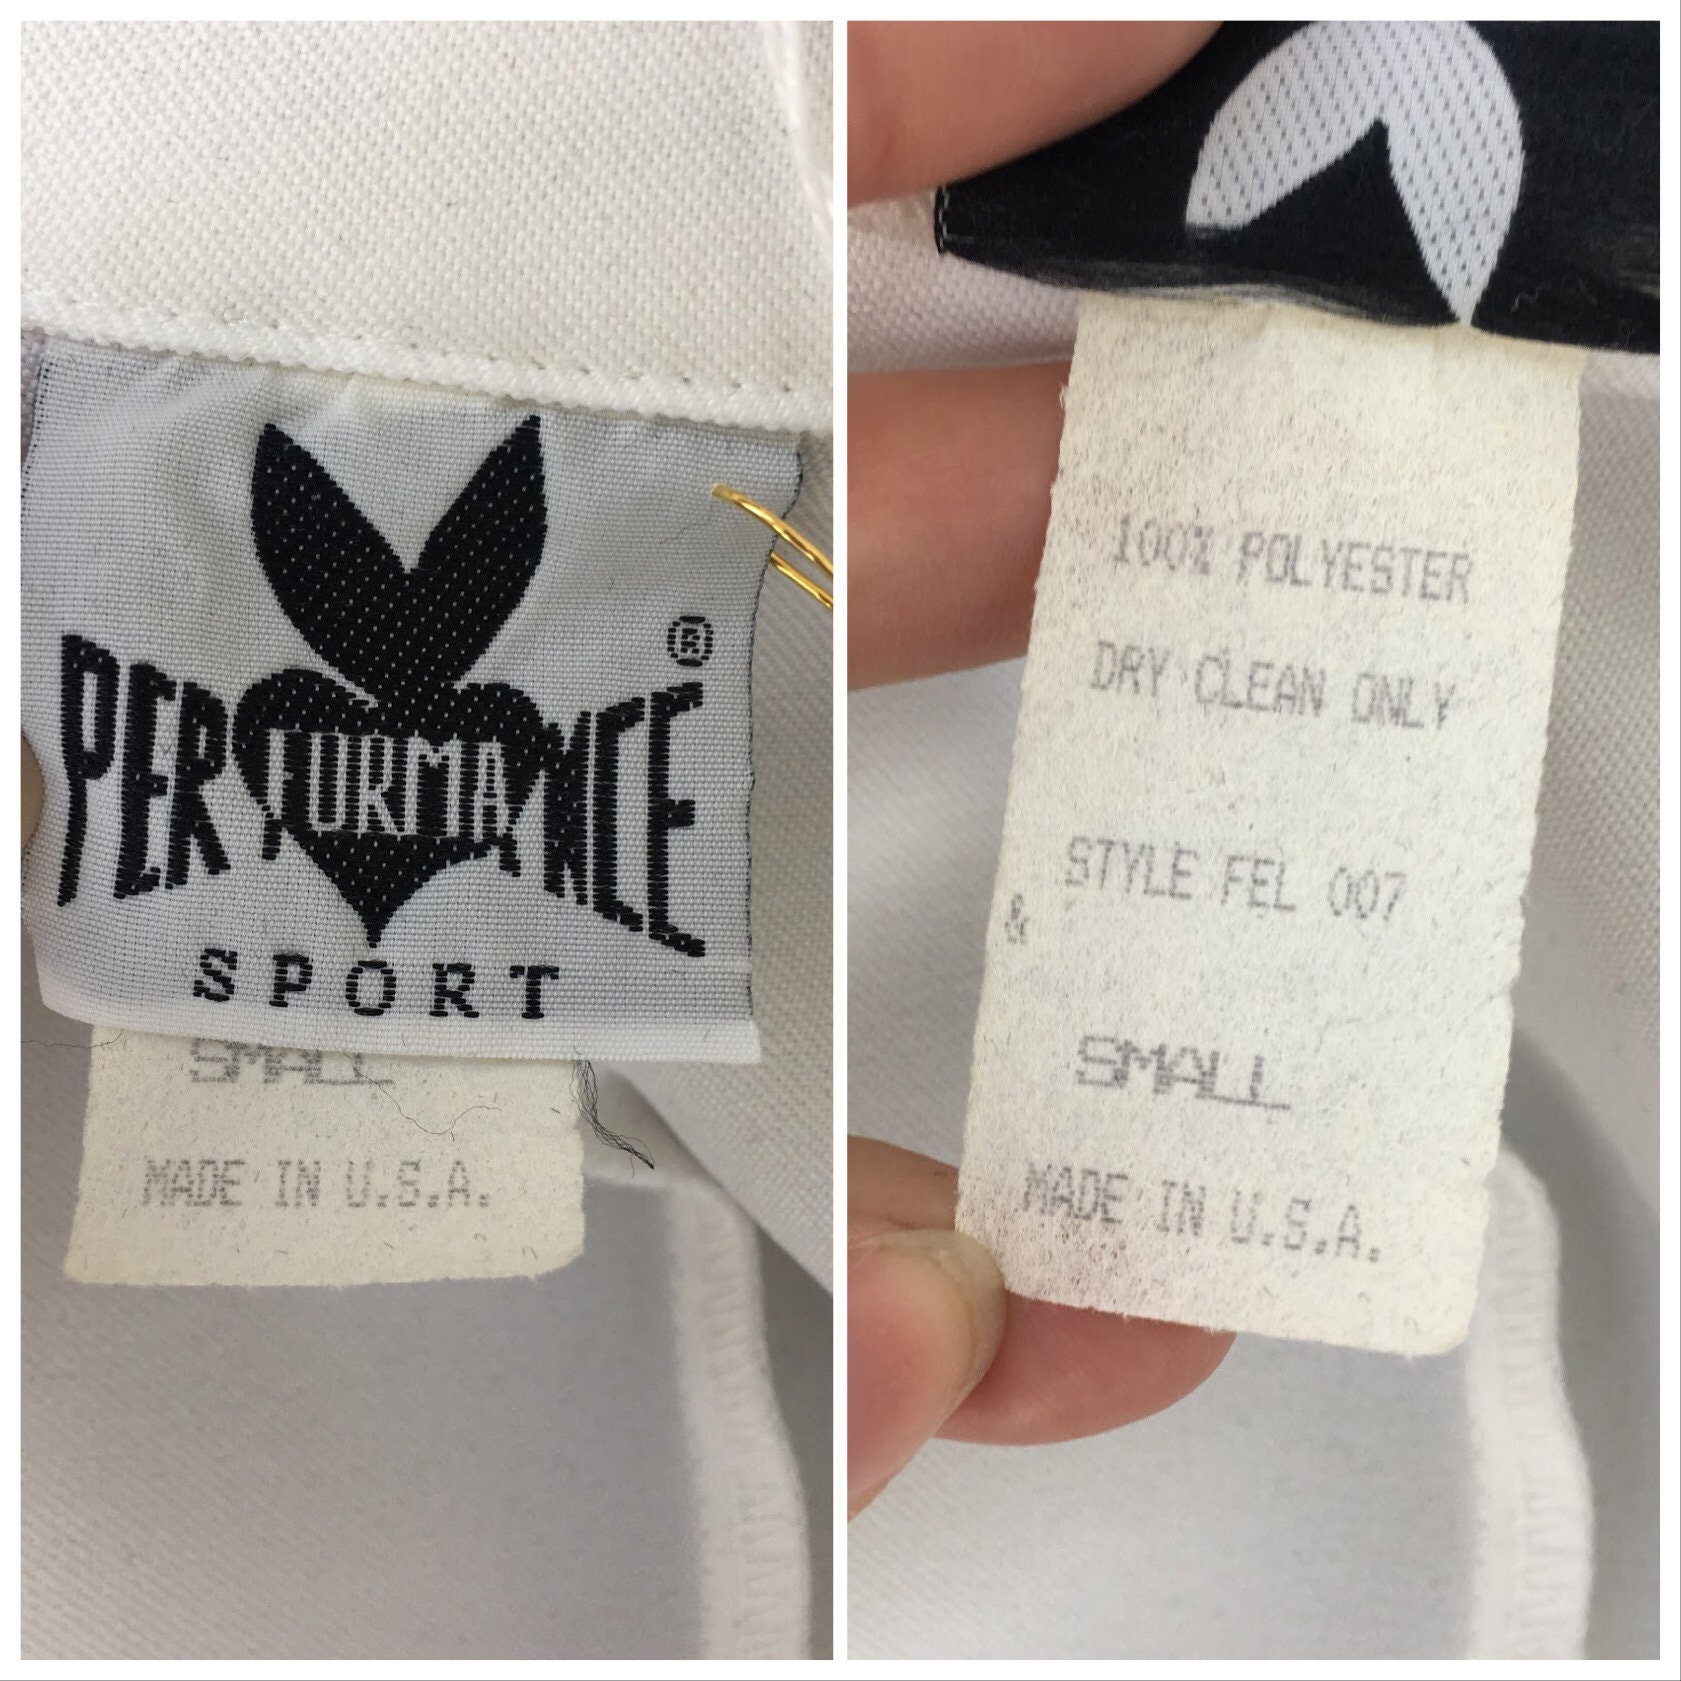 PERFORMANCE
®
SPORT
SMALL
MADE IN U.S.A.
100% POLYESTER
DRY CLEAN ONLY
STYLE FEL 007
&
SMALL
MADE IN U.S.A.